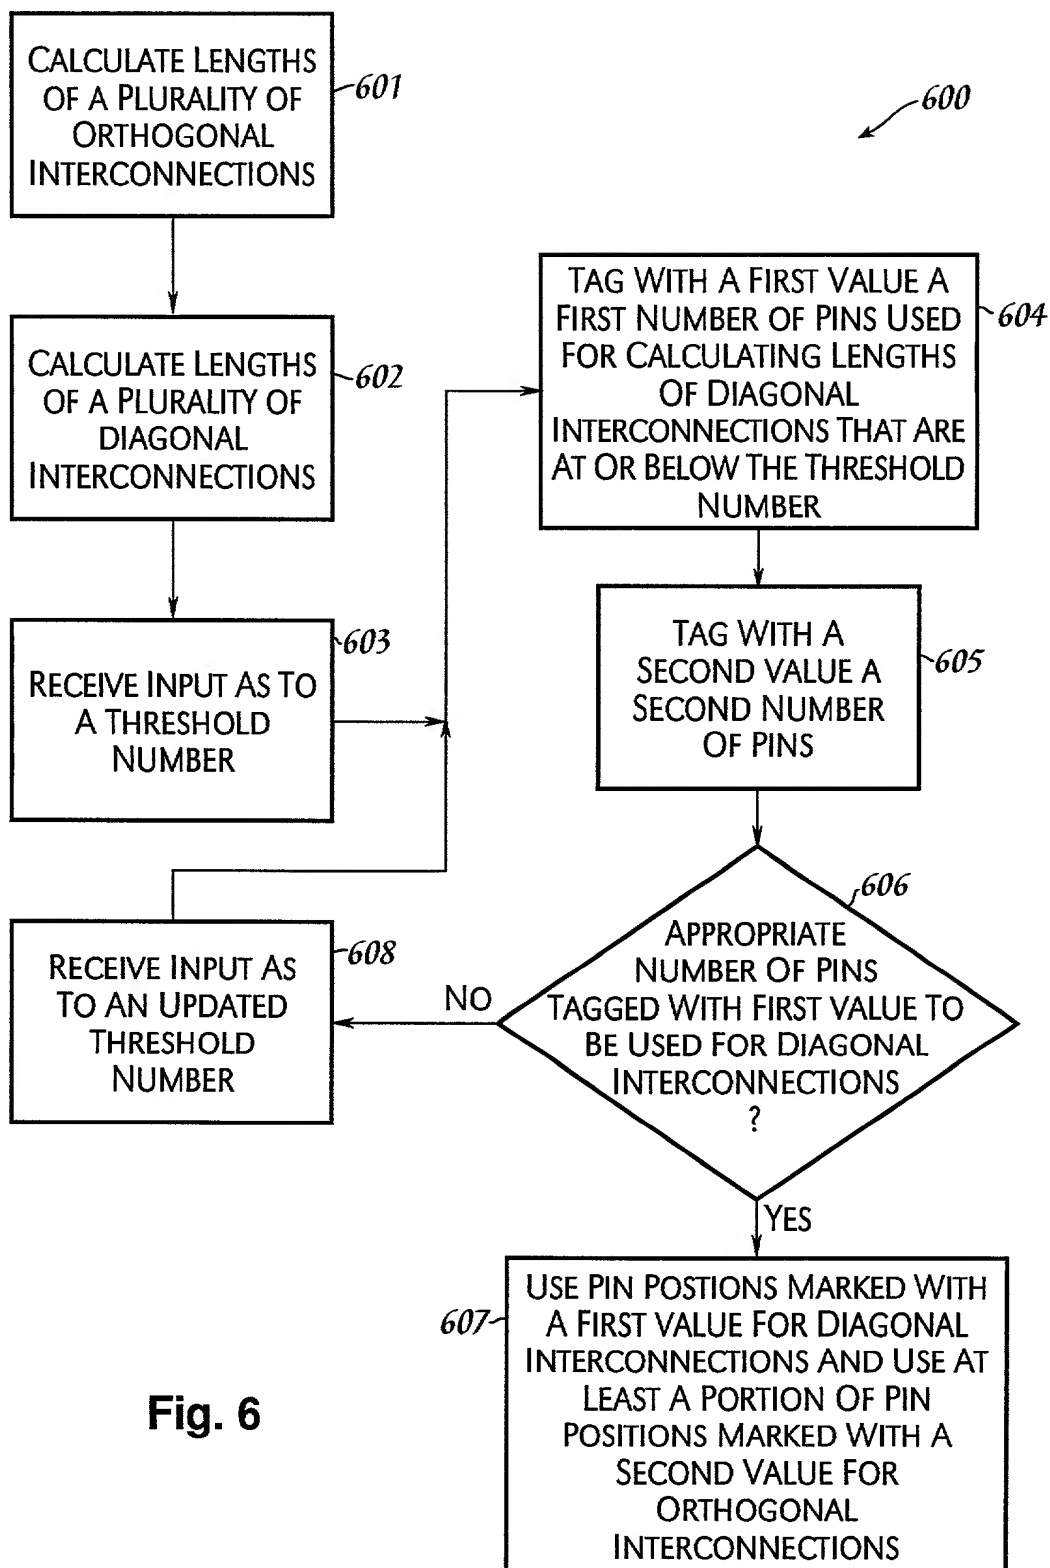 CALCULATE LENGTHS
OF A PLURALITY OF
ORTHOGONAL
INTERCONNECTIONS
601
600
CALCULATE LENGTHS
OF A PLURALITY OF
DIAGONAL
INTERCONNECTIONS
602
RECEIVE INPUT AS TO
A THRESHOLD
NUMBER
603
TAG WITH A FIRST VALUE A
FIRST NUMBER OF PINS USED
FOR CALCULATING LENGTHS
OF DIAGONAL
INTERCONNECTIONS THAT ARE
AT OR BELOW THE THRESHOLD
NUMBER
604
TAG WITH A
SECOND VALUE A
SECOND NUMBER
OF PINS
605
APPROPRIATE
NUMBER OF PINS
TAGGED WITH FIRST VALUE TO
BE USED FOR DIAGONAL
INTERCONNECTIONS
?
606
NO
RECEIVE INPUT AS
TO AN UPDATED
THRESHOLD
NUMBER
608
YES
607
USE PIN POSTIONS MARKED WITH
A FIRST VALUE FOR DIAGONAL
INTERCONNECTIONS AND USE AT
LEAST A PORTION OF PIN
POSITIONS MARKED WITH A
SECOND VALUE FOR
ORTHOGONAL
INTERCONNECTIONS
Fig. 6